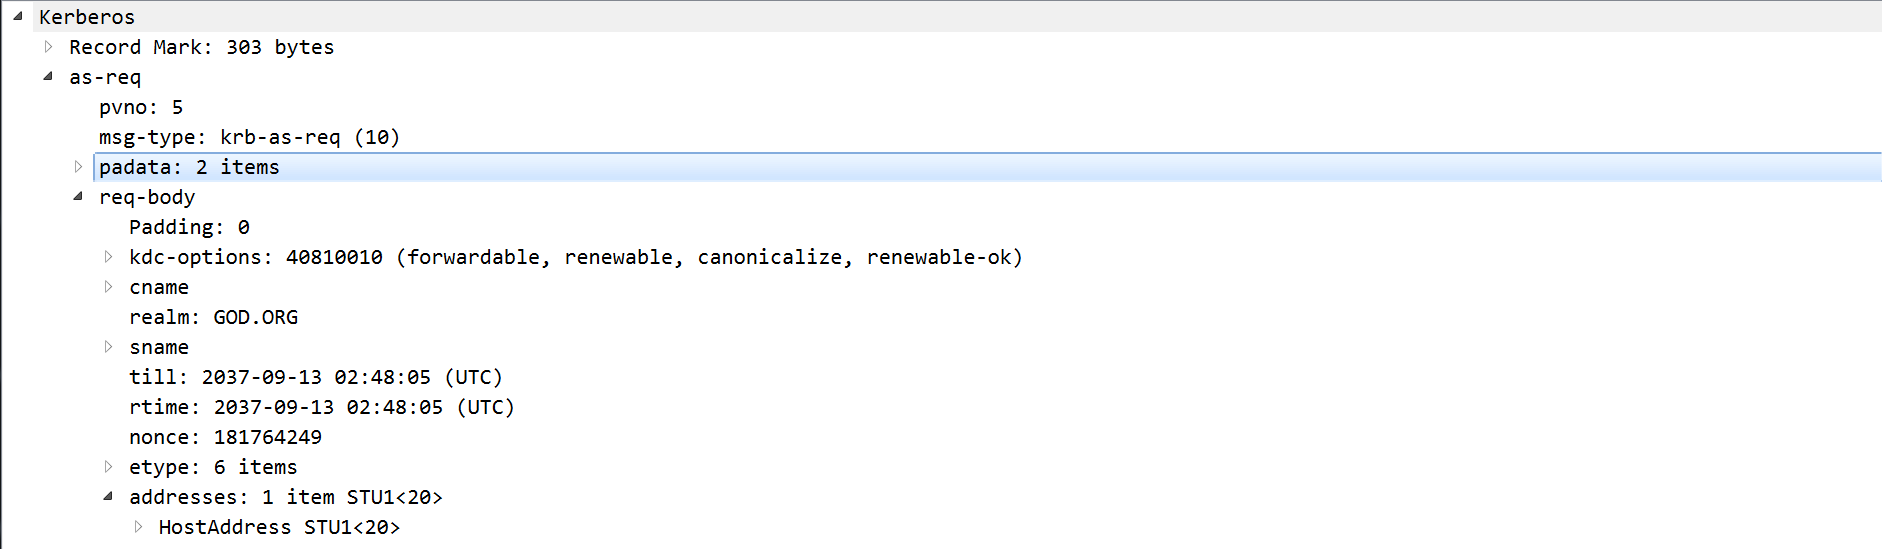 Kerberos
Record Mark: 303 bytes
as-req
pvno: 5
msg-type: krb-as-req (10)
padata: 2 items
req-body
Padding: 0
kdc-options: 40810010 (forwardable, renewable, canonicalize, renewable-ok)
cname
realm: GOD.ORG
sname
till: 2037-09-13 02:48:05 (UTC)
rtime: 2037-09-13 02:48:05 (UTC)
nonce: 181764249
etype: 6 items
addresses: 1 item STU1<20>
HostAddress STU1<20>